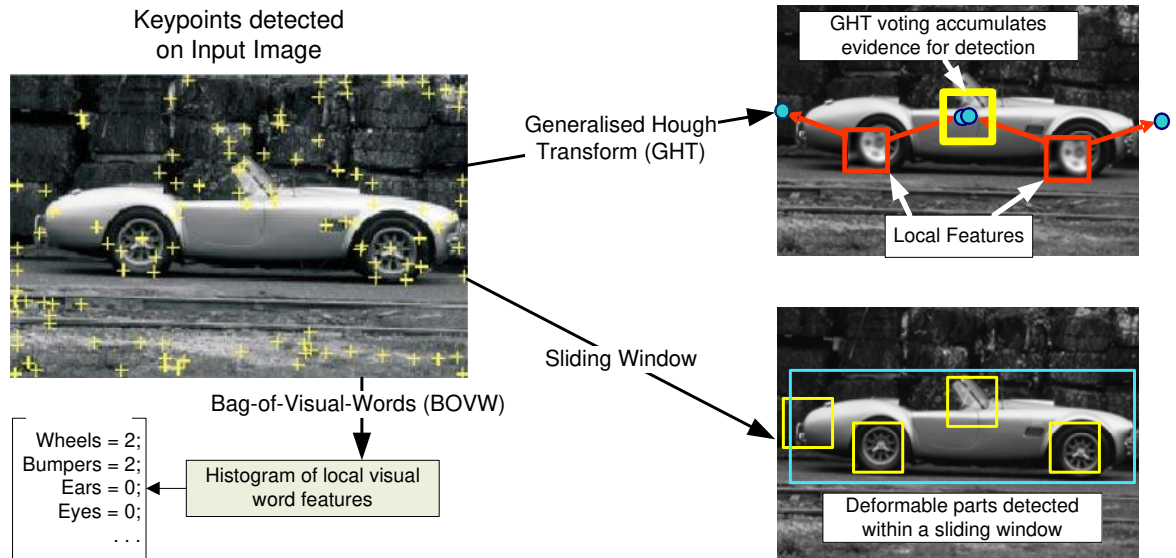 Keypoints detected
on Input Image
Generalised Hough
Transform (GHT)
GHT voting accumulates
evidence for detection
Local Features
Sliding Window
Deformable parts detected
within a sliding window
Bag-of-Visual-Words (BOVW)
Histogram of local visual
word features
Wheels = 2;
Bumpers = 2;
Ears = 0;
Eyes = 0;
. . .